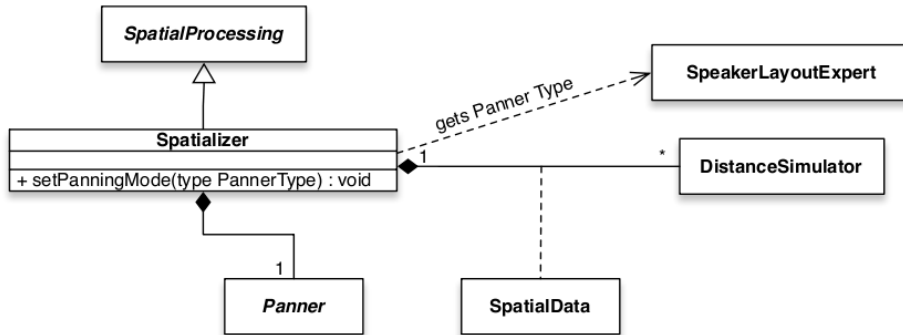 SpatialProcessing
SpeakerLayoutExpert
gets Panner Type
Spatializer
1
*
DistanceSimulator
+ setPanningMode(type PannerType) : void
1
Panner
SpatialData